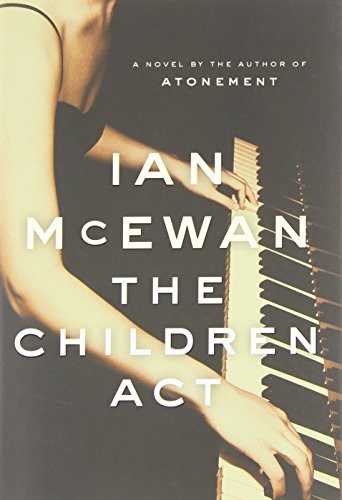 A NOVEL BY THE AUTHOR OF
ATONEMENT
IAN
McEWAN
THE
CHILDREN
ACT